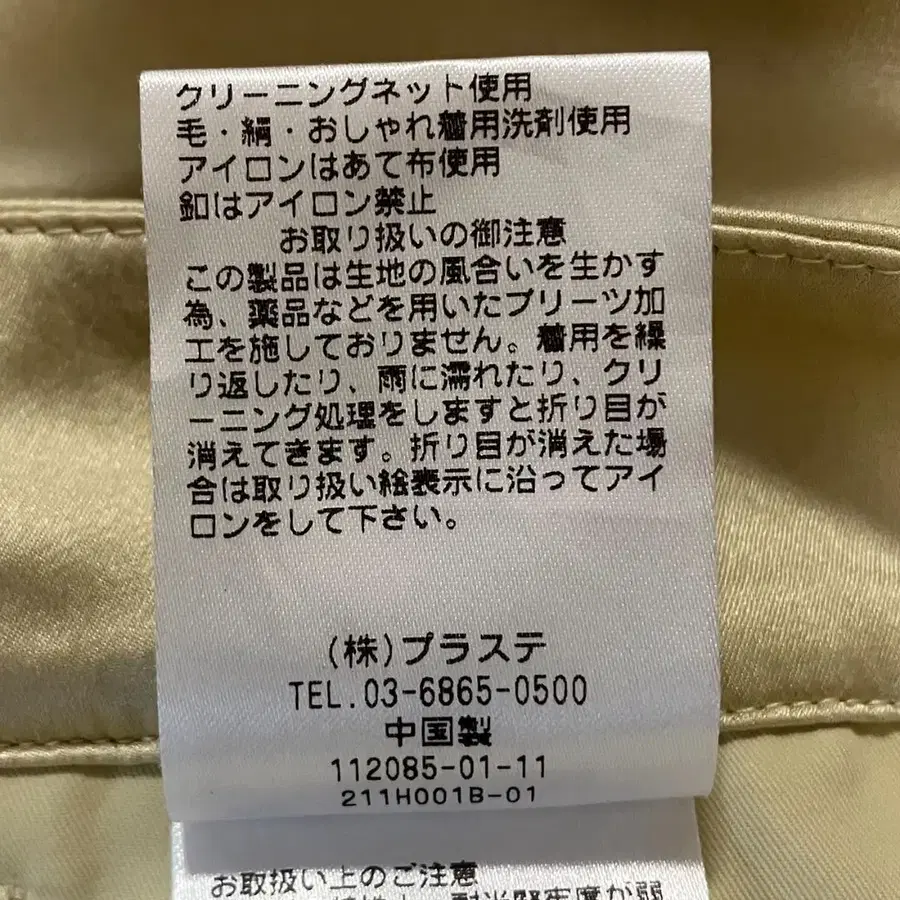 クリーニングネット使用
毛・絹・おしゃれ着用洗剤使用
アイロンはあて布使用
釦はアイロン禁止
お取り扱いの御注意
この製品は生地の風合いを生かす
為、薬品などを用いたプリーツ加
工を施しておりません。着用を繰
り返したり、雨に濡れたり、クリ
ーニング処理をしますと折り目が
消えてきます。折り目が消えた場
合は取り扱い絵表示に沿ってアイ
ロンをして下さい。
(株)プラステ
TEL.03-6865-0500
中国製
112085-01-11
211H001B-01
お取扱い上のご注意